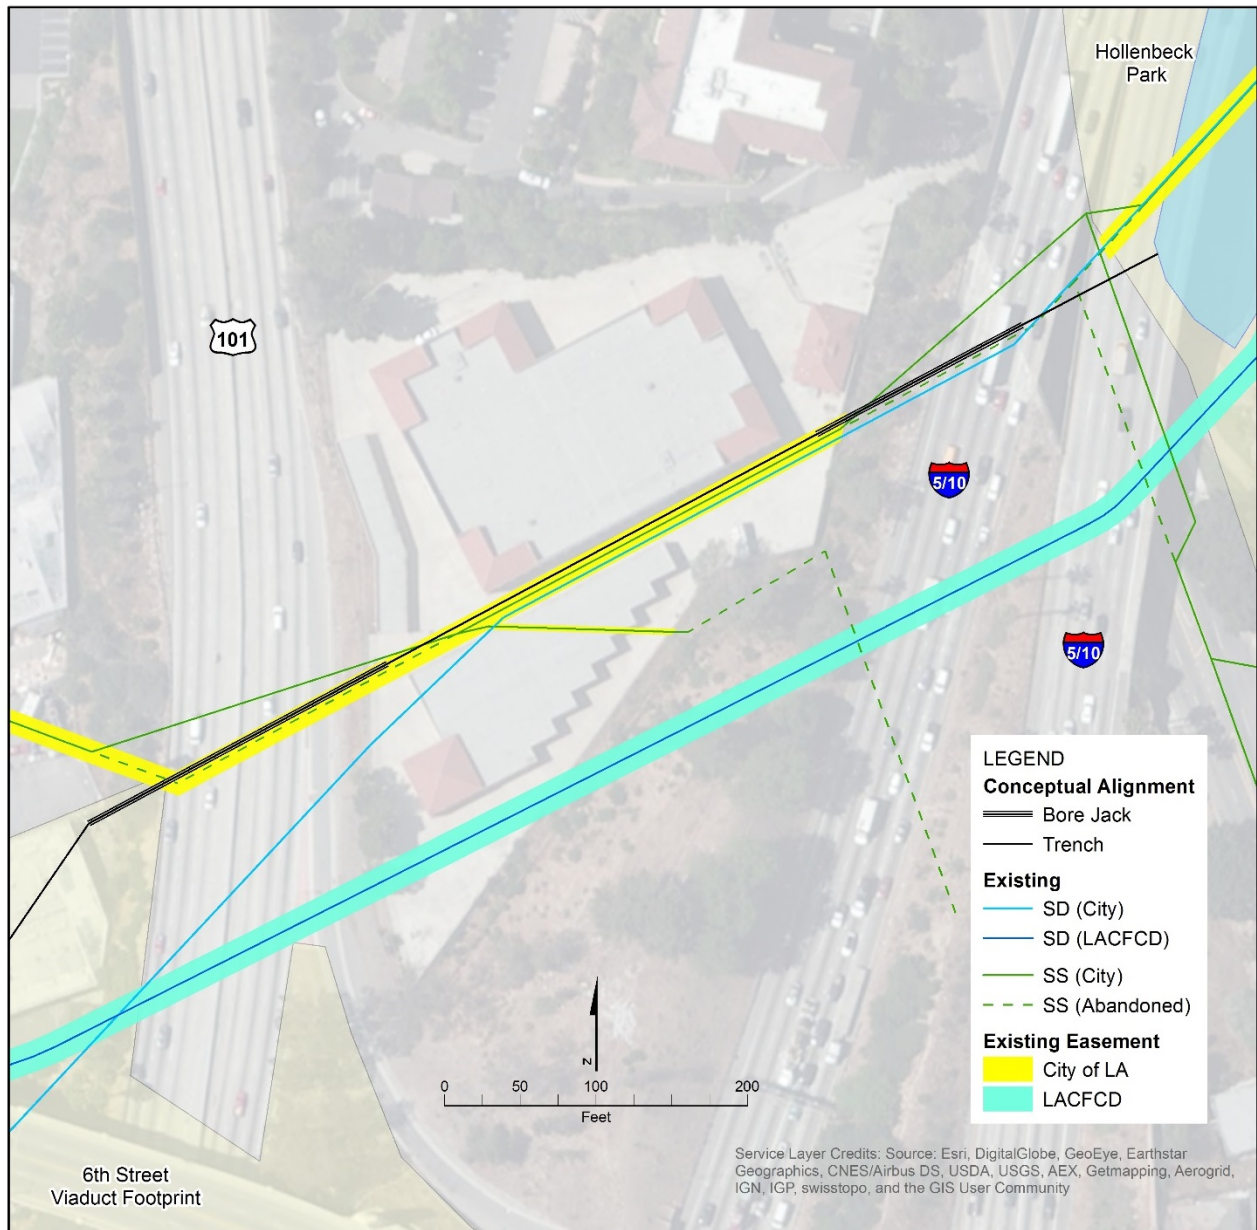 Hollenbeck
Park
101
5/10
5/10
LEGEND
Conceptual Alignment
Bore Jack
Trench
Existing
SD (City)
SD (LACFCD)
SS (City)
SS (Abandoned)
Existing Easement
City of LA
LACFCD
N
0 50 100 200
Feet
Service Layer Credits: Source: Esri, DigitalGlobe, GeoEye, Earthstar
Geographics, CNES/Airbus DS, USDA, USGS, AEX, Getmapping, Aerogrid,
IGN, IGP, swisstopo, and the GIS User Community
6th Street
Viaduct Footprint